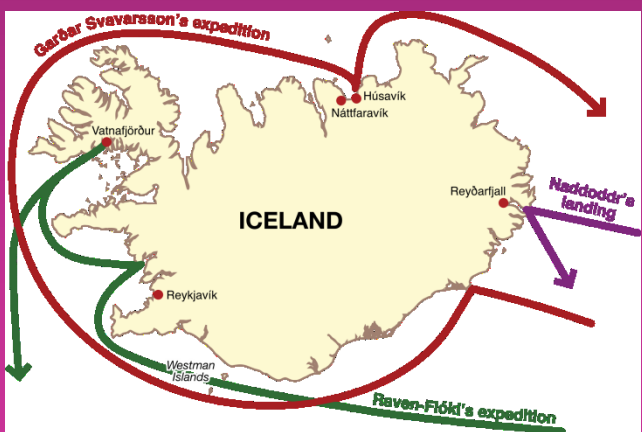 Garðar Svavarsson's expedition
Húsavík
Náttfaravík
Vatnafjörður
Naddoddr's
landing
Reyðarfjall
ICELAND
Reykjavík
Westman
Islands
Raven-Flóki's expedition